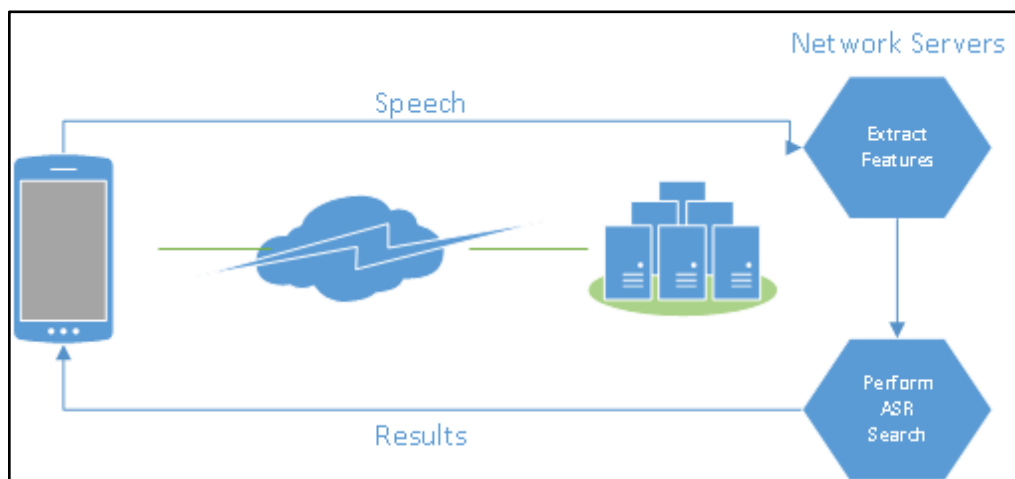 Network Servers
Speech
Extract
Features
Perform
ASR
Search
Results